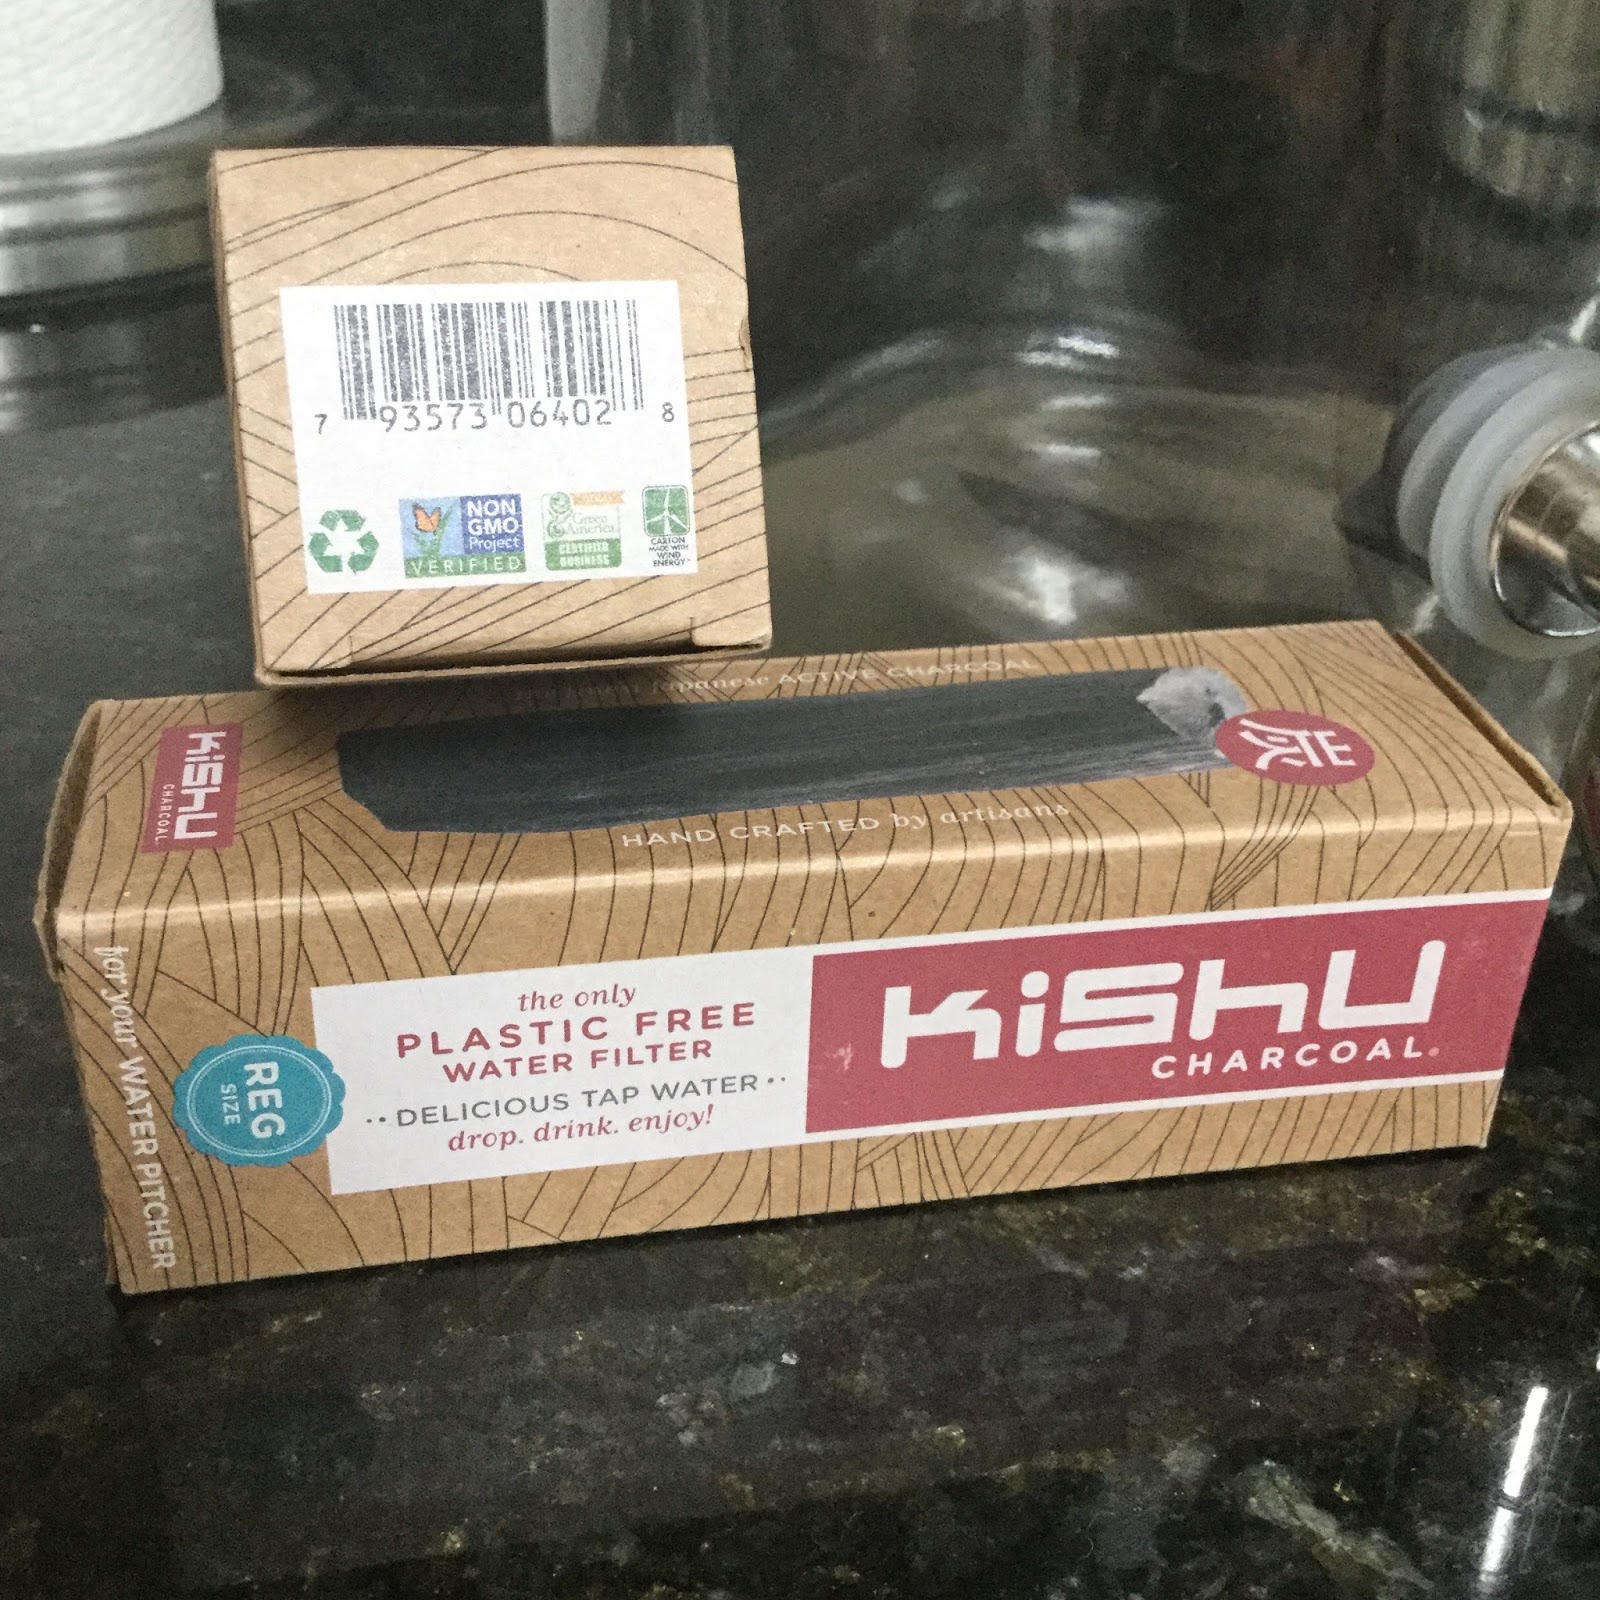 7 93573 06402 8
NON
GMO
Project
VERIFIED
Green
America
CERTIFIED
BUSINESS
CARTON
MADE WITH
WIND
ENERGY
Japanese ACTIVE CHARCOAL
KiShU
CHARCOAL
HAND CRAFTED by artisans
for your WATER PITCHER
REG
SIZE
the only
PLASTIC FREE
WATER FILTER
·· DELICIOUS TAP WATER ··
drop. drink. enjoy!
KiShU
CHARCOAL.